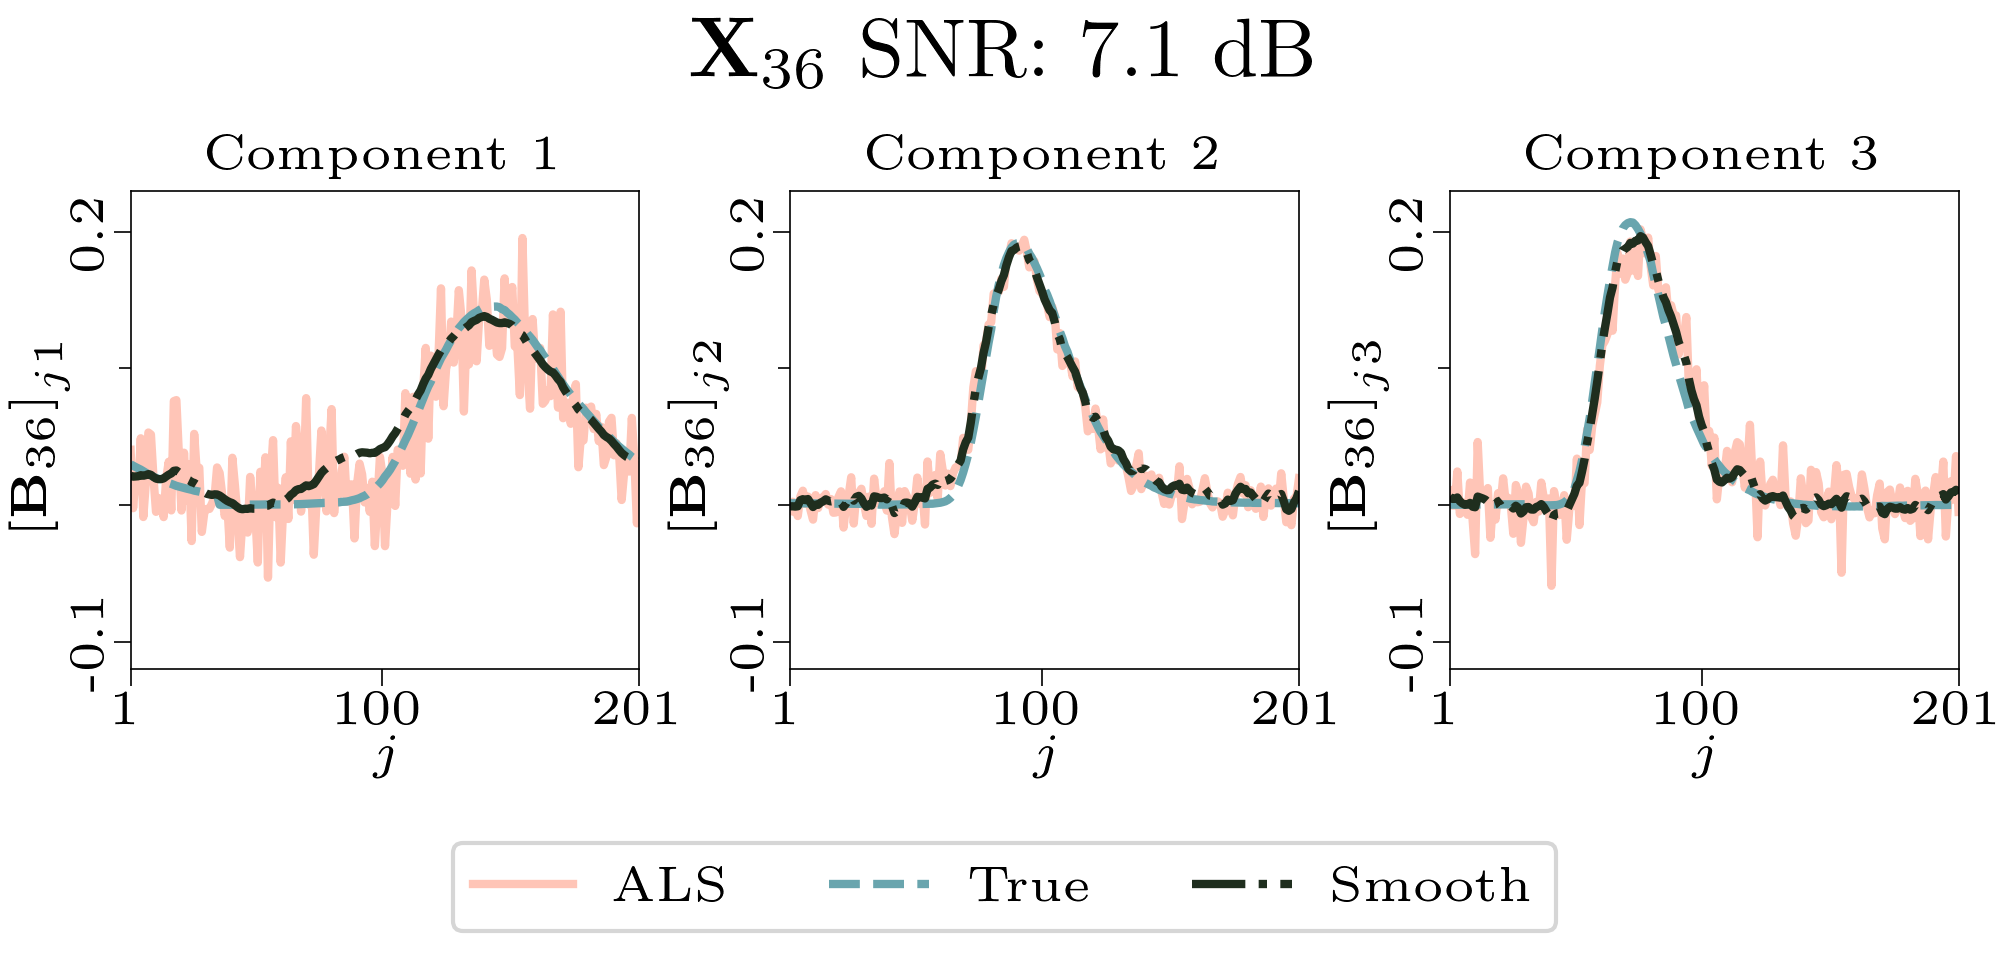 X₃₆ SNR: 7.1 dB
Component 1
Component 2
Component 3
[B₃₆]ⱼ₁
0.2
-0.1
1 100 201
j
[B₃₆]ⱼ₂
0.2
-0.1
1 100 201
j
[B₃₆]ⱼ₃
0.2
-0.1
1 100 201
j
ALS True Smooth